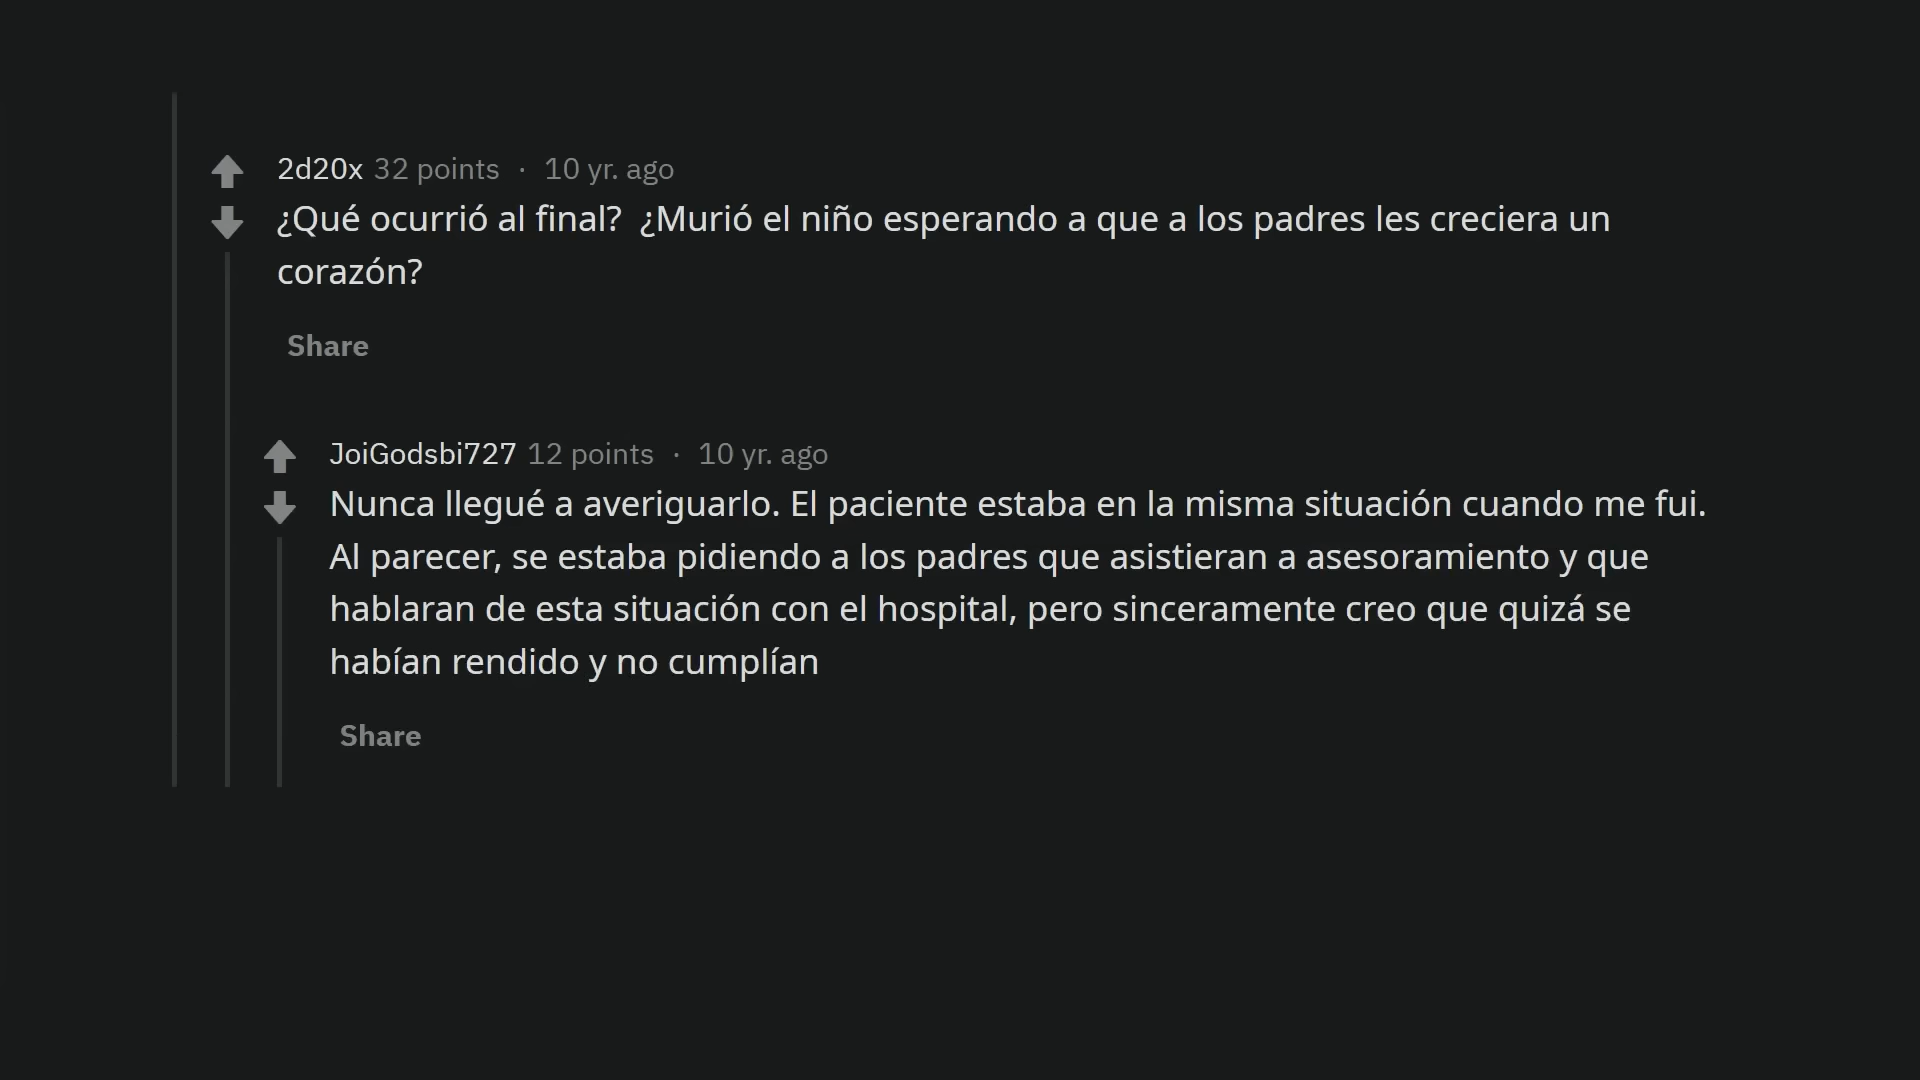 2d20x 32 points · 10 yr. ago
¿Qué ocurrió al final? ¿Murió el niño esperando a que a los padres les creciera un
corazón?
Share
JoiGodsbi727 12 points · 10 yr. ago
Nunca llegué a averiguarlo. El paciente estaba en la misma situación cuando me fui.
Al parecer, se estaba pidiendo a los padres que asistieran a asesoramiento y que
hablaran de esta situación con el hospital, pero sinceramente creo que quizá se
habían rendido y no cumplían
Share